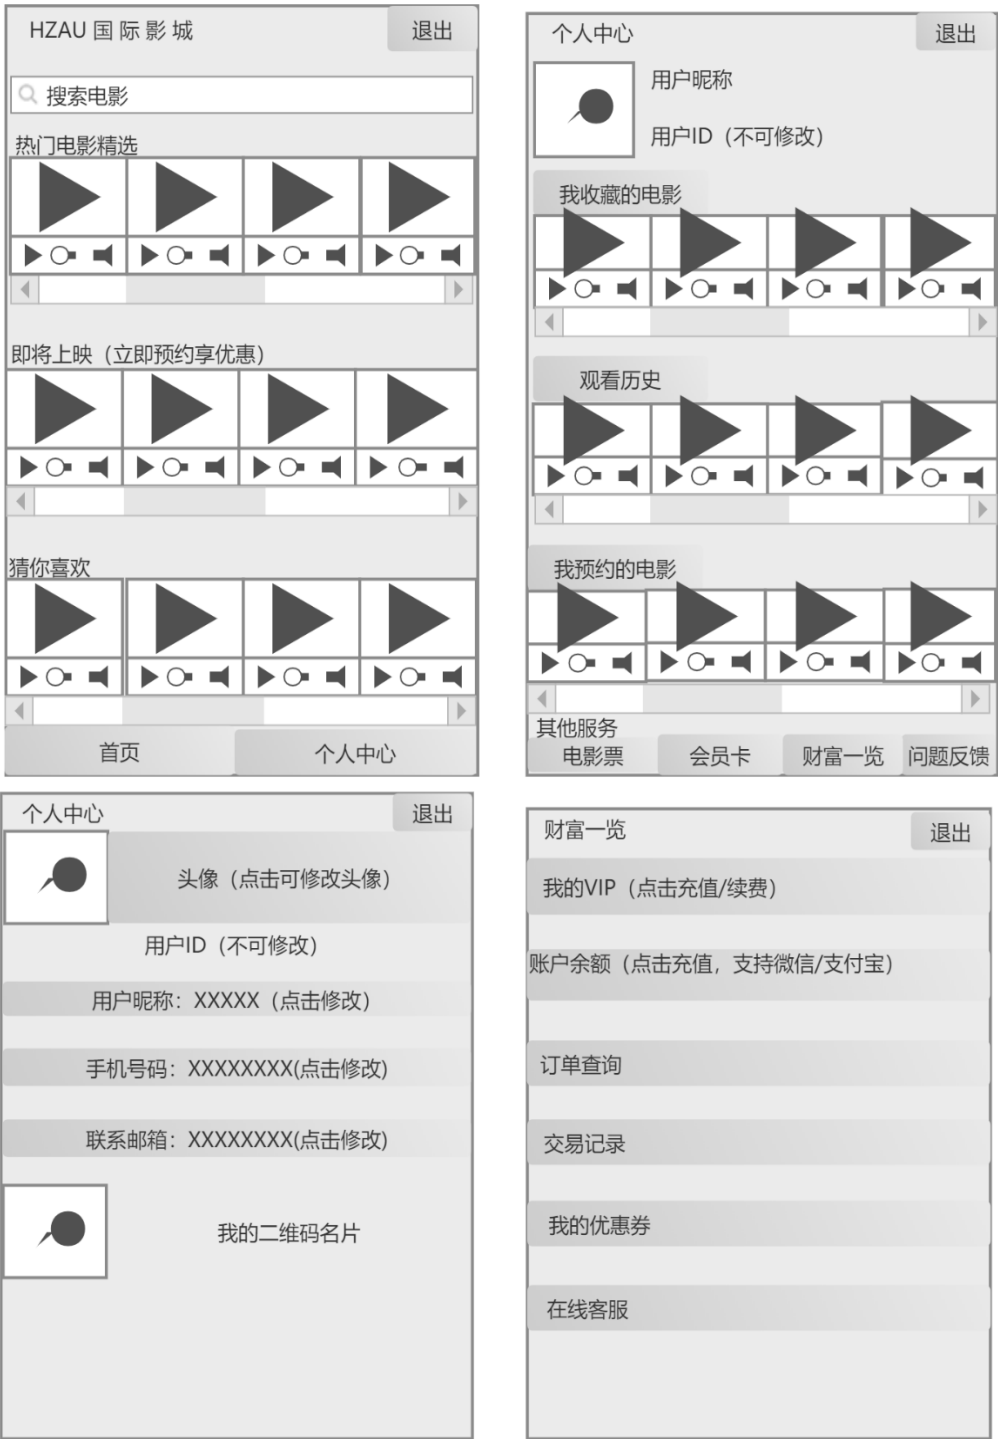 HZAU 国 际 影 城
退出
搜索电影
热门电影精选
即将上映（立即预约享优惠）
猜你喜欢
首页
个人中心
个人中心
退出
用户昵称
用户ID（不可修改）
我收藏的电影
观看历史
我预约的电影
其他服务
电影票
会员卡
财富一览
问题反馈
个人中心
退出
头像（点击可修改头像）
用户ID（不可修改）
用户昵称：XXXXX（点击修改）
手机号码：XXXXXXXX(点击修改)
联系邮箱：XXXXXXXX(点击修改)
我的二维码名片
财富一览
退出
我的VIP（点击充值/续费）
账户余额（点击充值，支持微信/支付宝）
订单查询
交易记录
我的优惠券
在线客服